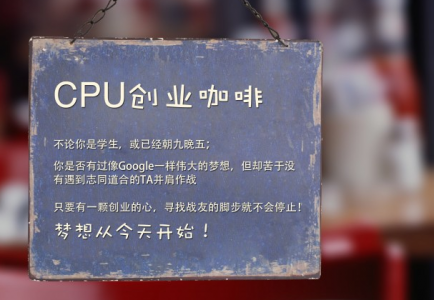 CPU创业咖啡
不论你是学生，或已经朝九晚五；
你是否有过像Google一样伟大的梦想，但却苦于没
有遇到志同道合的TA并肩作战
只要有一颗创业的心，寻找战友的脚步就不会停止！
梦想从今天开始！